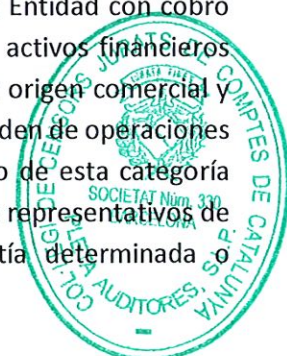 Entidad con cobro
activos financieros
origen comercial y
den de operaciones
o de esta categoría
representativos de
tía determinada o
COL·LEGI DE CENSORS JURATS DE COMPTES DE CATALUNYA
SOCIETAT Núm. 330
BARCELONA
AUDITORES, S.L.P.